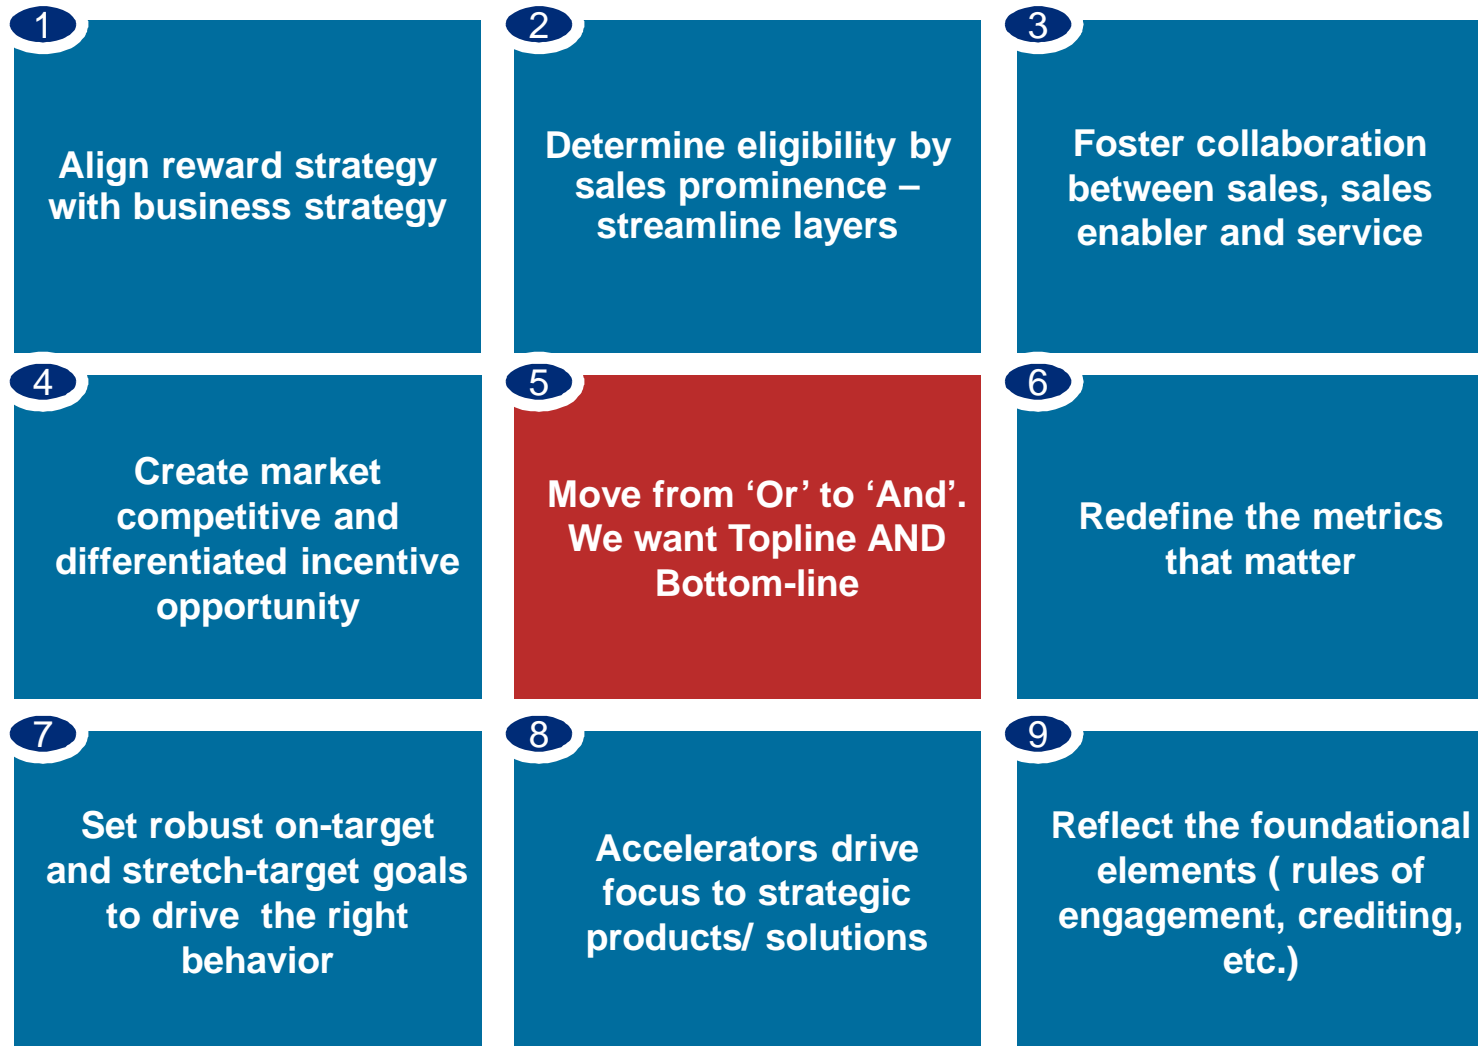 1
Align reward strategy
with business strategy
2
Determine eligibility by
sales prominence –
streamline layers
3
Foster collaboration
between sales, sales
enabler and service
4
Create market
competitive and
differentiated incentive
opportunity
5
Move from ‘Or’ to ‘And’.
We want Topline AND
Bottom-line
6
Redefine the metrics
that matter
7
Set robust on-target
and stretch-target goals
to drive  the right
behavior
8
Accelerators drive
focus to strategic
products/ solutions
9
Reflect the foundational
elements ( rules of
engagement, crediting,
etc.)